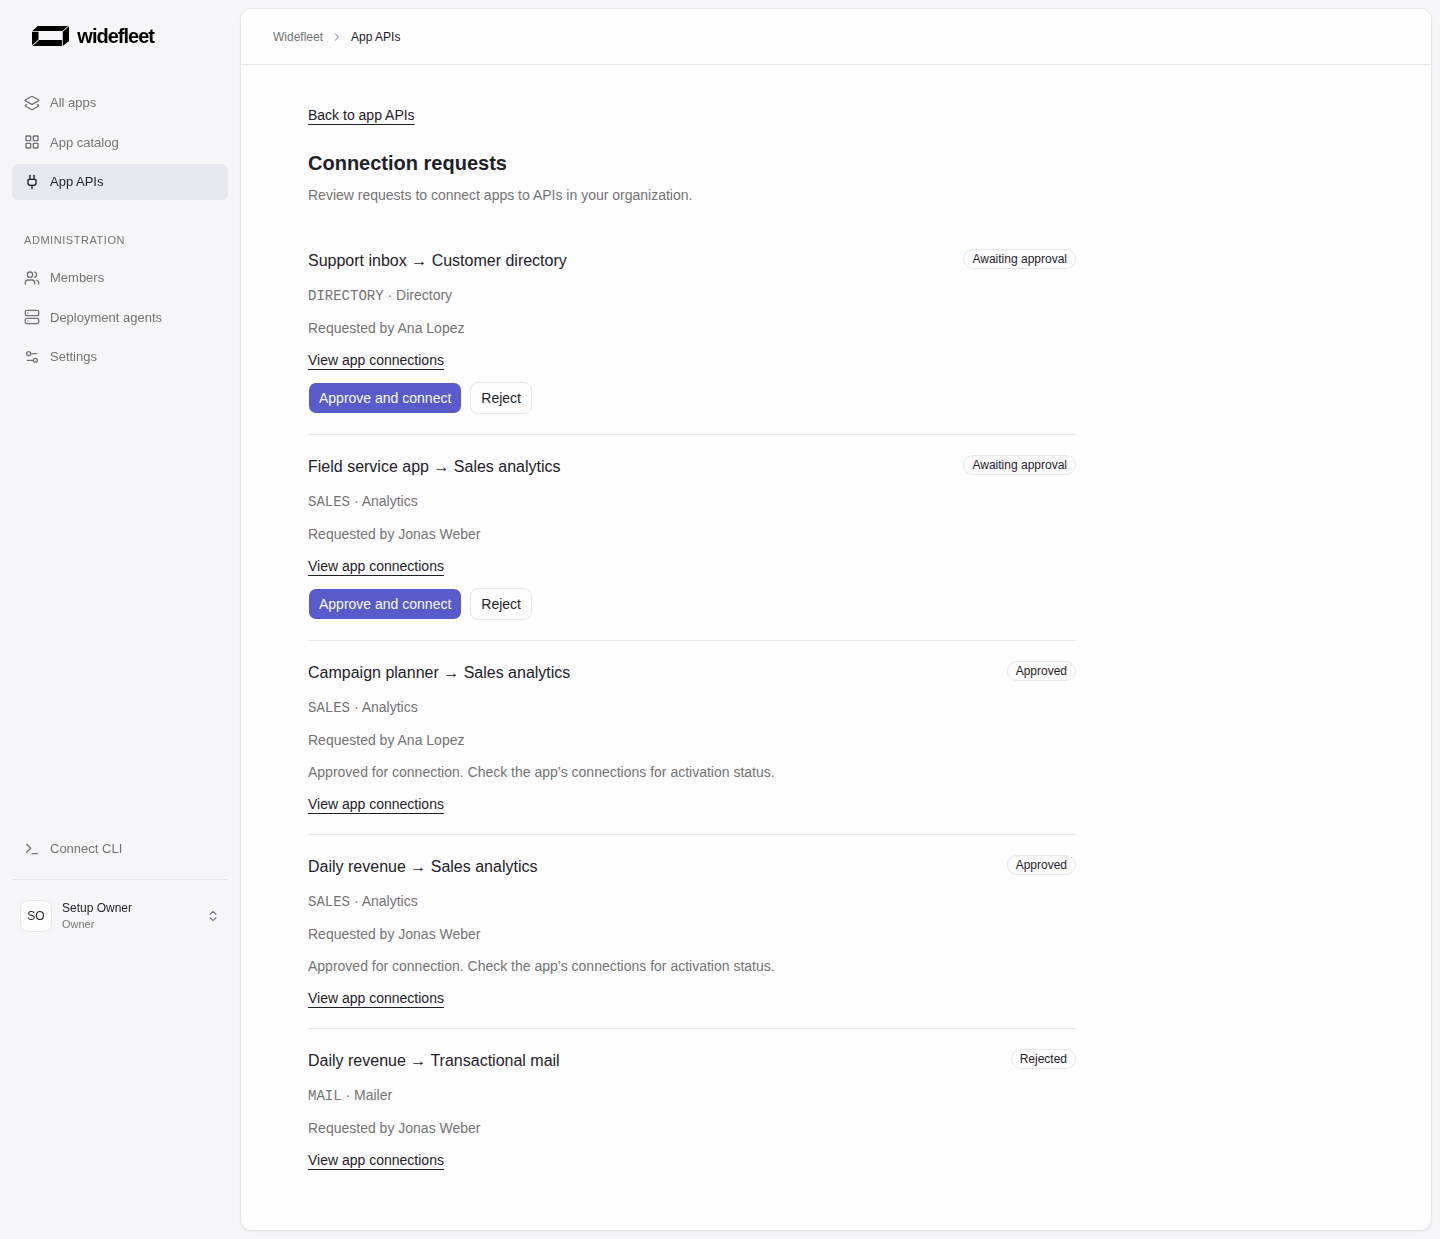 widefleet
All apps
App catalog
App APIs
ADMINISTRATION
Members
Deployment agents
Settings
Connect CLI
SO
Setup Owner
Owner
Widefleet > App APIs
Back to app APIs
Connection requests
Review requests to connect apps to APIs in your organization.
Support inbox → Customer directory
Awaiting approval
DIRECTORY · Directory
Requested by Ana Lopez
View app connections
Approve and connect
Reject
Field service app → Sales analytics
Awaiting approval
SALES · Analytics
Requested by Jonas Weber
View app connections
Approve and connect
Reject
Campaign planner → Sales analytics
Approved
SALES · Analytics
Requested by Ana Lopez
Approved for connection. Check the app’s connections for activation status.
View app connections
Daily revenue → Sales analytics
Approved
SALES · Analytics
Requested by Jonas Weber
Approved for connection. Check the app’s connections for activation status.
View app connections
Daily revenue → Transactional mail
Rejected
MAIL · Mailer
Requested by Jonas Weber
View app connections